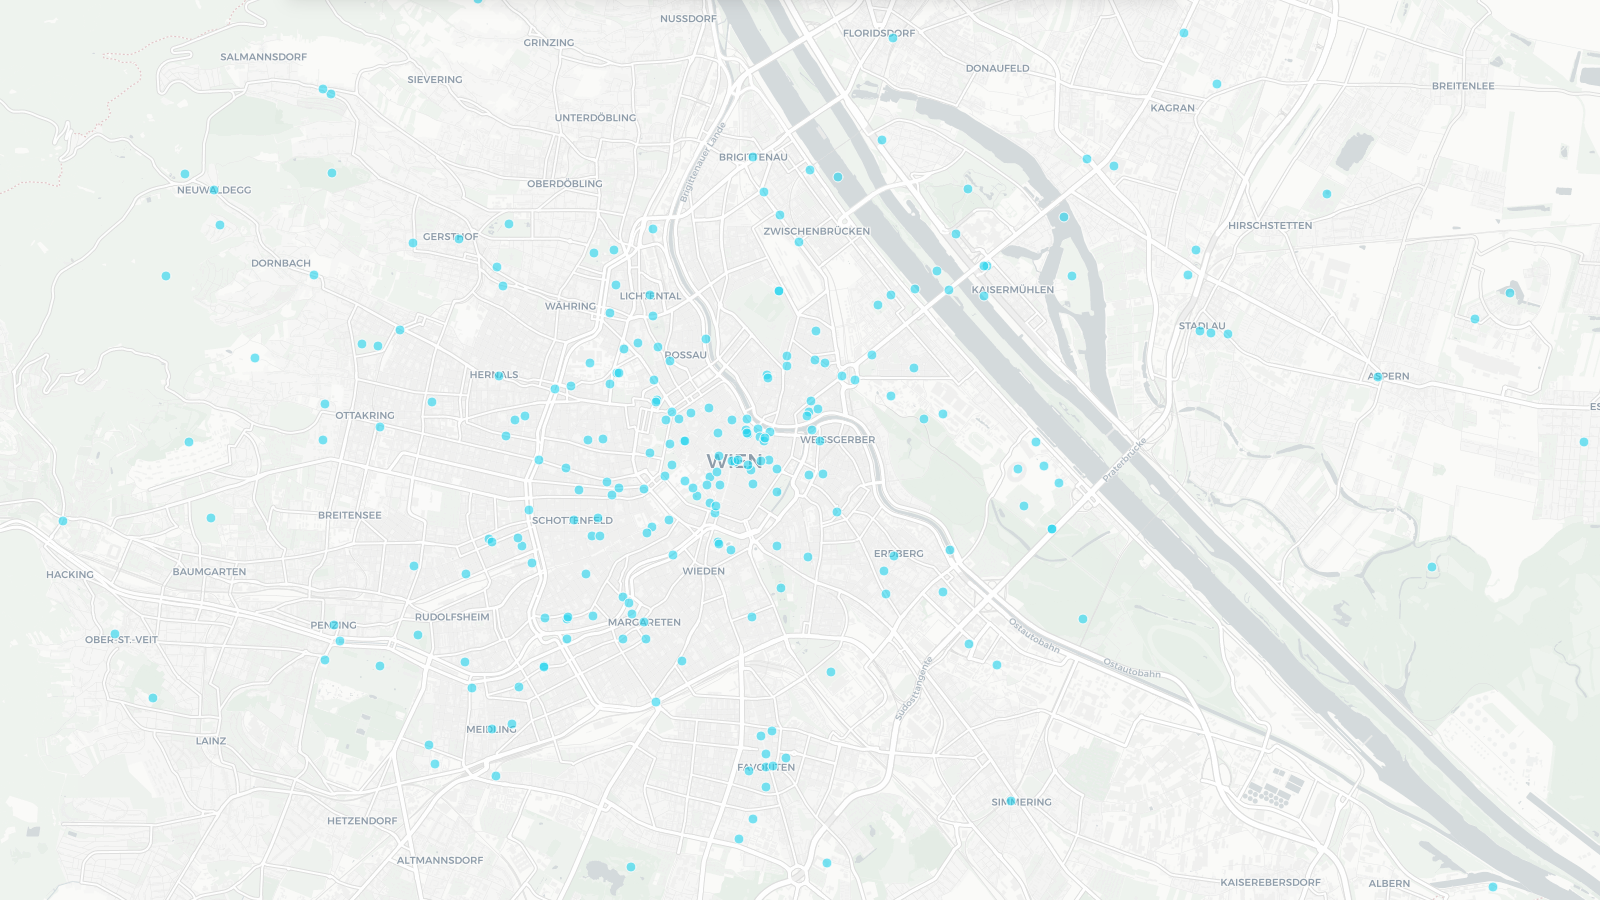 NUSSDORF
FLORIDSDORF
GRINZING
SALMANNSDORF
DONAUFELD
SIEVERING
BREITENLEE
KAGRAN
UNTERDÖBLING
Brigittenauer Lände
BRIGITTENAU
OBERDÖBLING
NEUWALDEGG
HIRSCHSTETTEN
ZWISCHENBRÜCKEN
GERSTHOF
DORNBACH
KAISERMÜHLEN
LICHTENTAL
WÄHRING
STADLAU
ROSSAU
HERNALS
ASPERN
ES
OTTAKRING
WEISSGERBER
WIEN
Praterbrücke
BREITENSEE
SCHOTTENFELD
ERDBERG
HACKING
BAUMGARTEN
WIEDEN
RUDOLFSHEIM
PENZING
MARGARETEN
OBER-ST.-VEIT
Ostautobahn
Ostautobahn
Südosttangente
MEIDLING
LAINZ
FAVORITEN
SIMMERING
HETZENDORF
ALTMANNSDORF
KAISEREBERSDORF
ALBERN